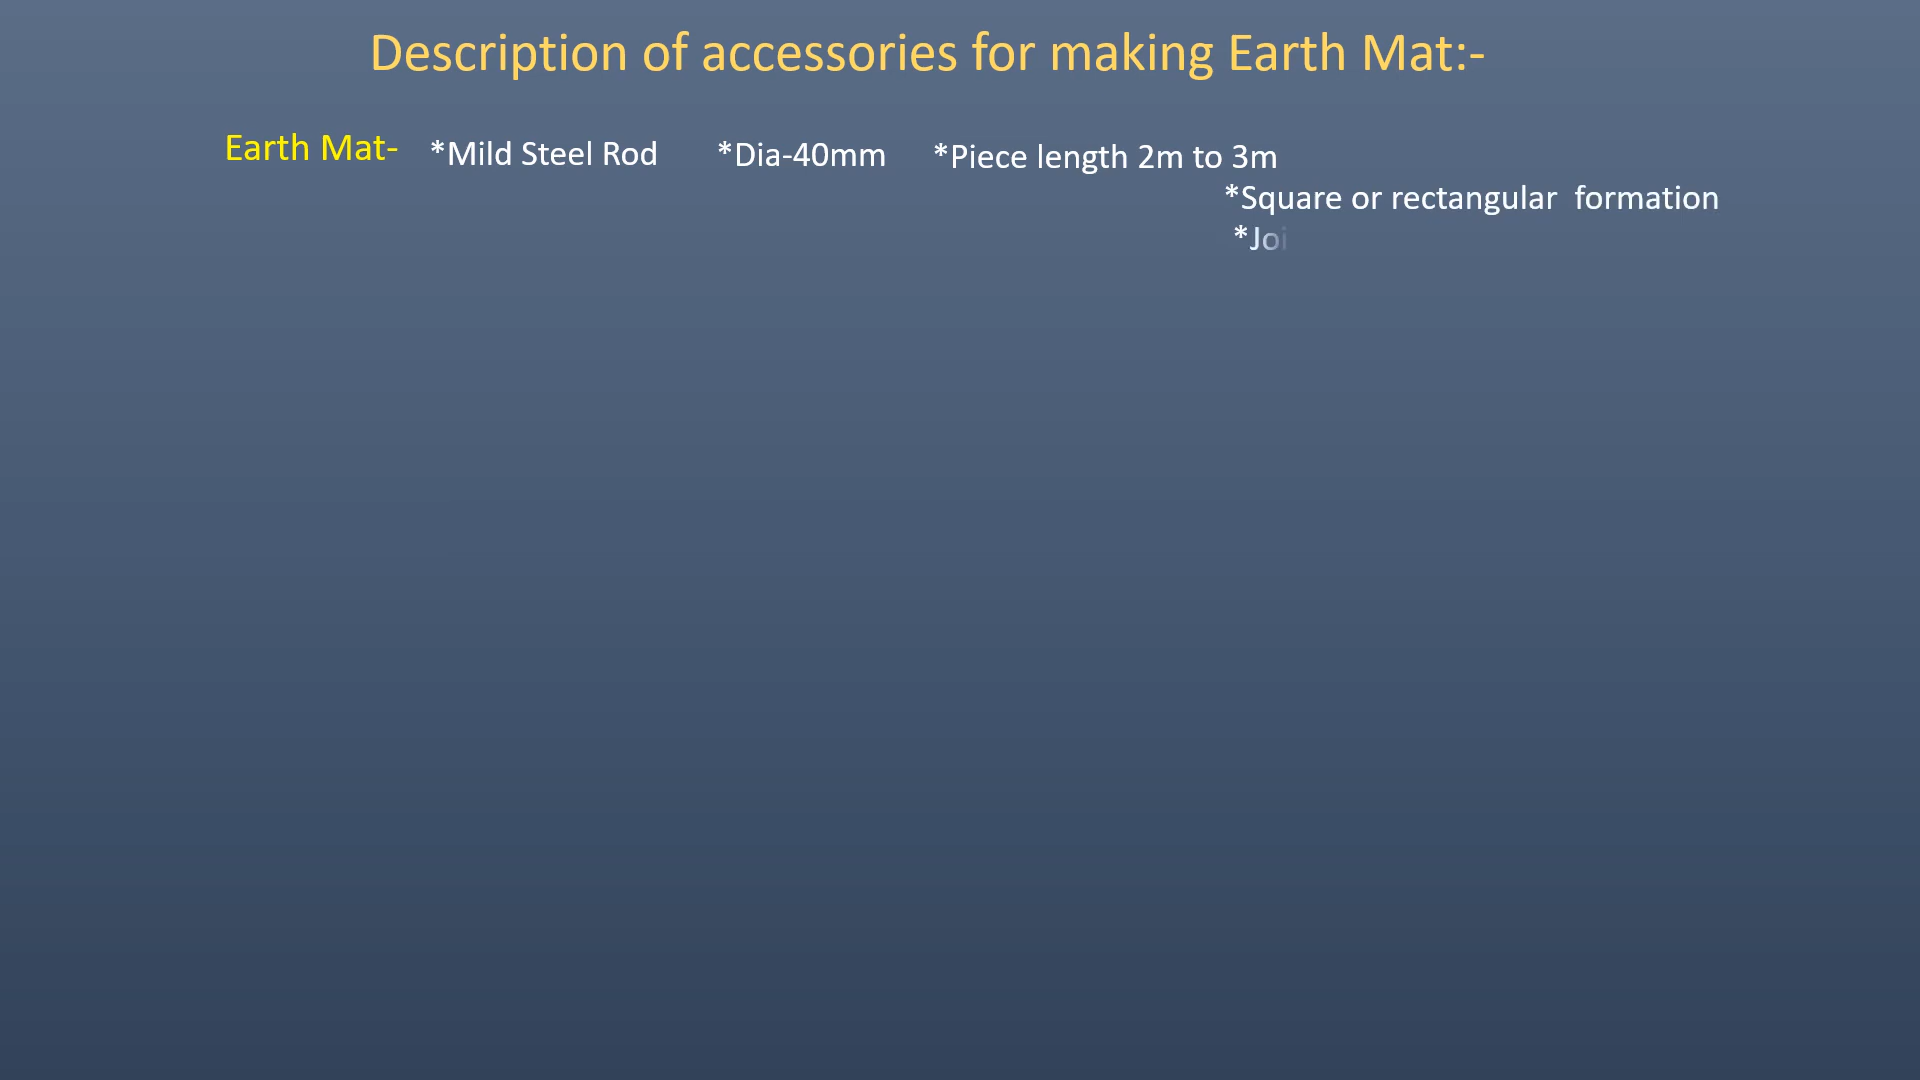 Description of accessories for making Earth Mat:-
Earth Mat- *Mild Steel Rod *Dia-40mm *Piece length 2m to 3m
*Square or rectangular formation
*Joi